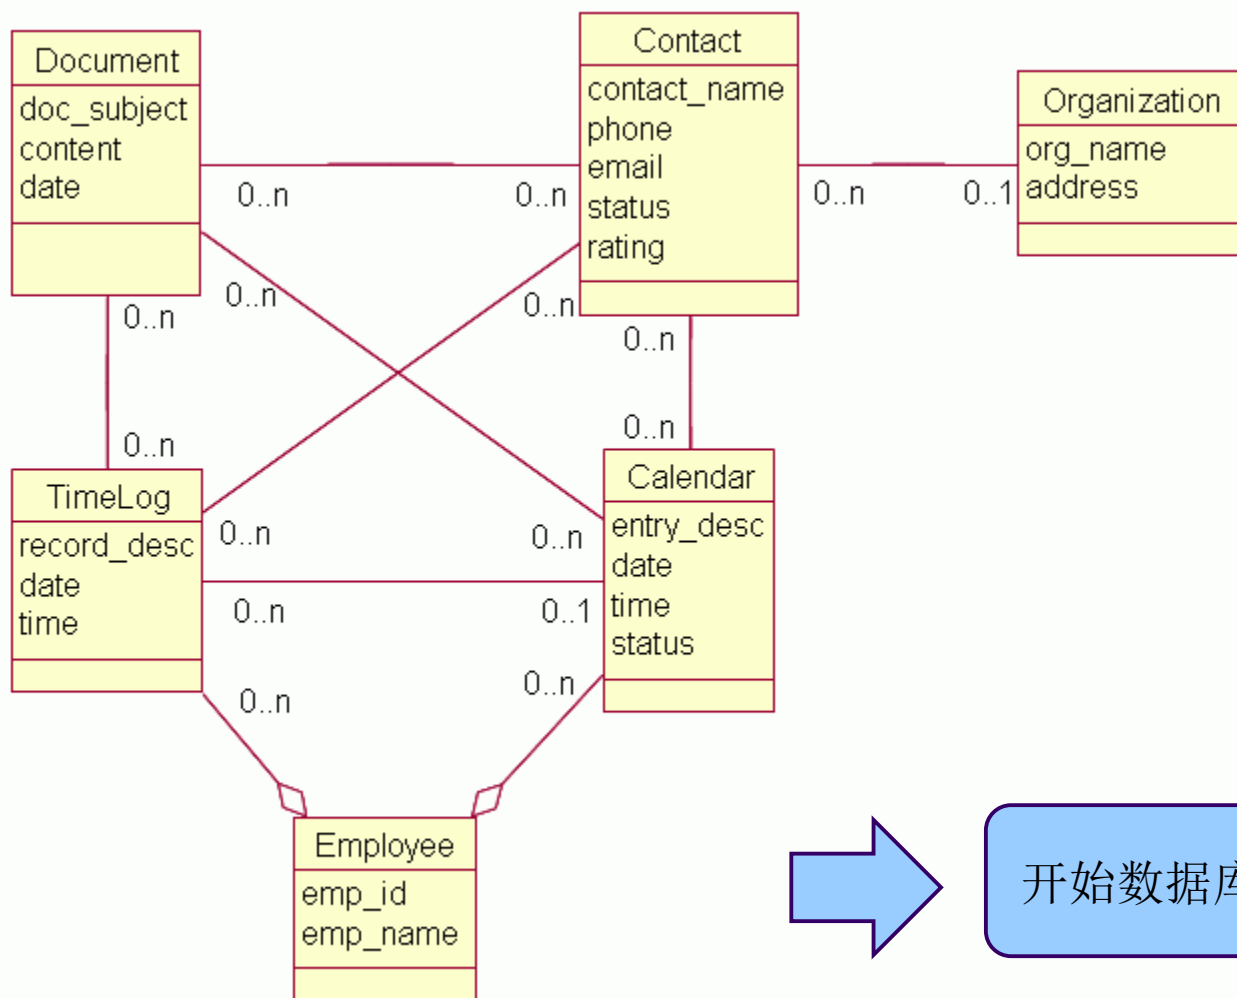 Document
doc_subject
content
date
Contact
contact_name
phone
email
status
rating
Organization
org_name
address
0..n
0..n
0..n
0..1
0..n
0..n
0..n
0..n
0..n
0..n
TimeLog
record_desc
date
time
Calendar
entry_desc
date
time
status
0..n
0..n
0..n
0..1
0..n
0..n
Employee
emp_id
emp_name
开始数据库